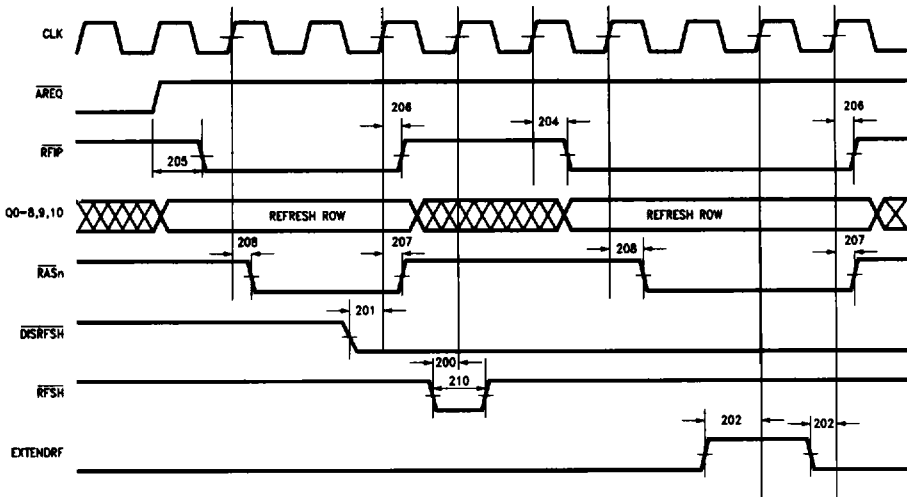 CLK
AREQ
206
204
206
RFIP
205
Q0-8,9,10
REFRESH ROW
REFRESH ROW
208
207
208
207
RASn
201
DISRFSH
200
210
RFSH
202
202
EXTENDRF